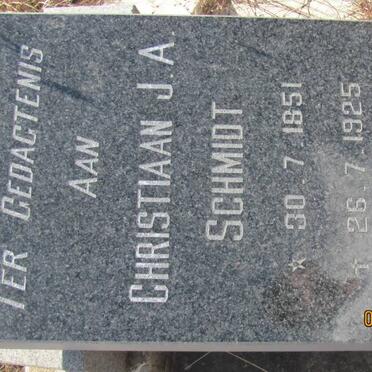 TER GEDACTENIS
AAN
CHRISTIAAN J.A.
SCHMIDT
* 30.7.1851
† 26.7.1925